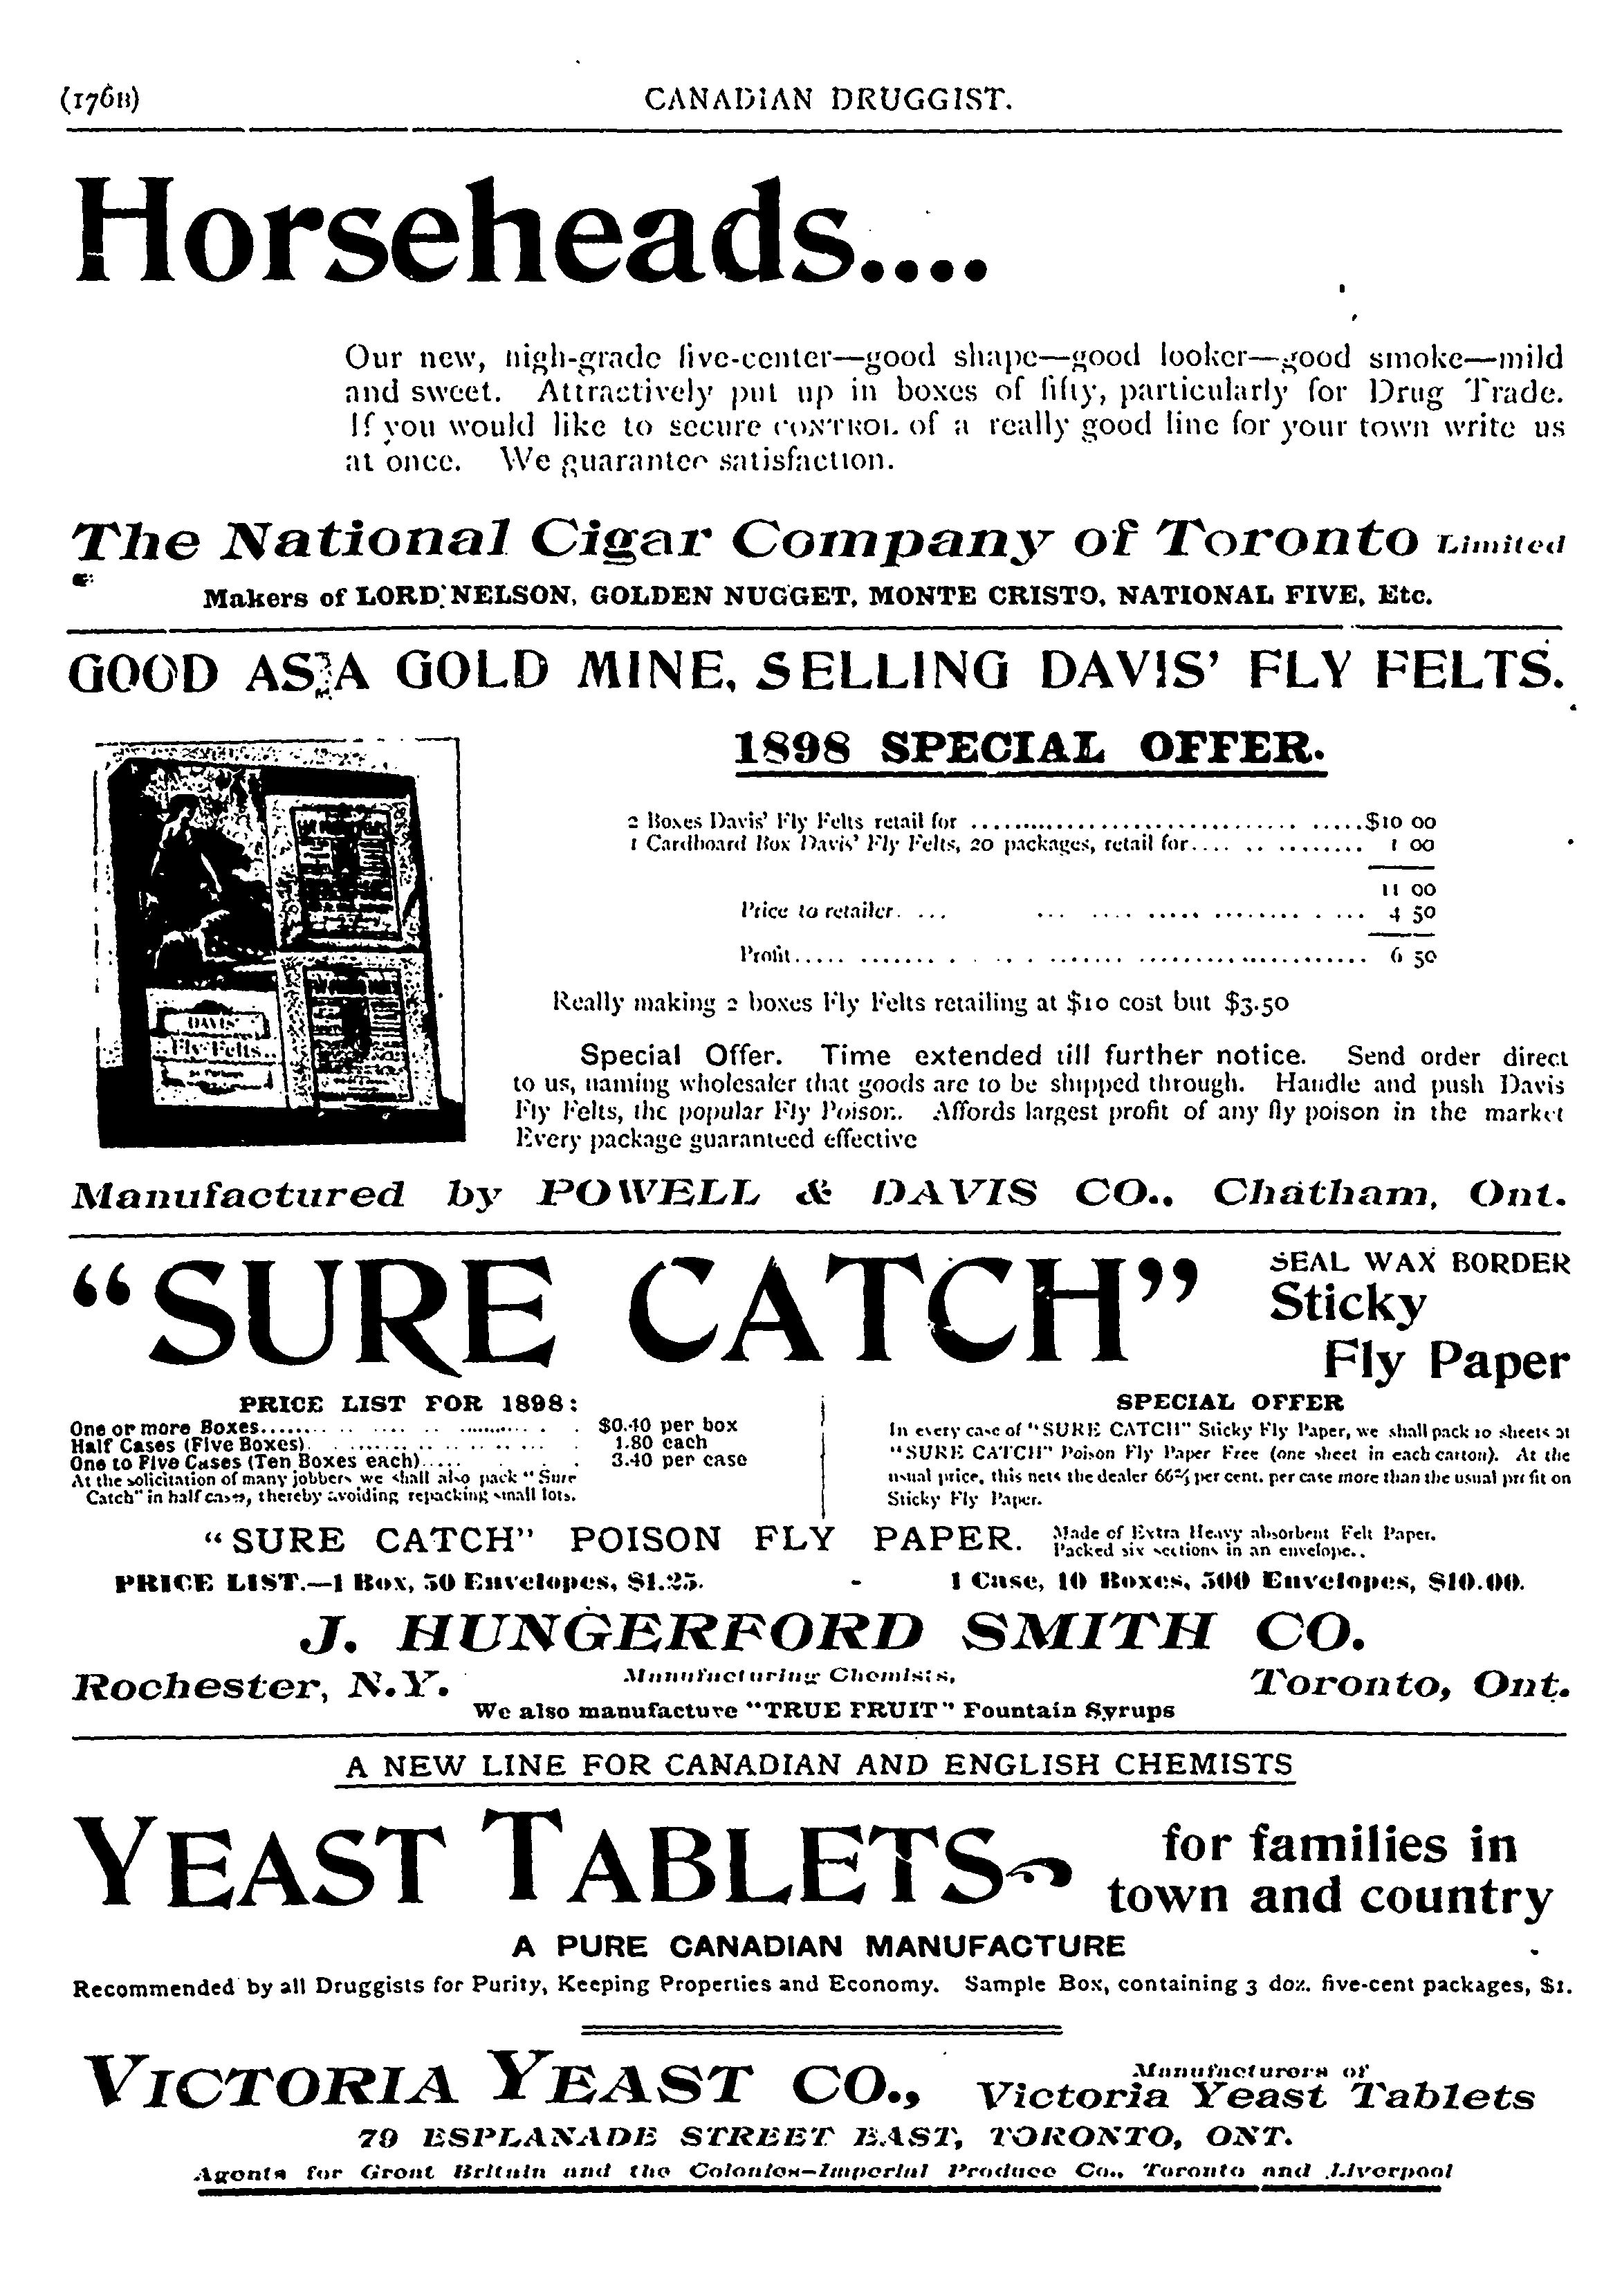 (176B)
CANADIAN DRUGGIST.
Horseheads....
Our new, high-grade five-center—good shape—good looker—good smoke—mild
and sweet. Attractively put up in boxes of fifty, particularly for Drug Trade.
If you would like to secure CONTROL of a really good line for your town write us
at once. We guarantee satisfaction.
The National Cigar Company of Toronto Limited
Makers of LORD NELSON, GOLDEN NUGGET, MONTE CRISTO, NATIONAL FIVE, Etc.
GOOD AS A GOLD MINE, SELLING DAVIS' FLY FELTS.
DAVIS'
Fly Felts..
1898 SPECIAL OFFER.
2 Boxes Davis' Fly Felts retail for ..... $10 00
1 Cardboard Box Davis' Fly Felts, 20 packages, retail for.... 1 00
11 00
Price to retailer. ... 4 50
Profit..... 6 50
Really making 2 boxes Fly Felts retailing at $10 cost but $3.50
Special Offer. Time extended till further notice. Send order direct
to us, naming wholesaler that goods are to be shipped through. Handle and push Davis
Fly Felts, the popular Fly Poison. Affords largest profit of any fly poison in the market
Every package guaranteed effective
Manufactured by POWELL & DAVIS CO., Chatham, Ont.
"SURE CATCH"
SEAL WAX BORDER
Sticky
Fly Paper
PRICE LIST FOR 1898:
One or more Boxes..... $0.40 per box
Half Cases (Five Boxes). 1.80 each
One to Five Cases (Ten Boxes each)..... 3.40 per case
At the solicitation of many jobbers we shall also pack "Sure
Catch" in half cases, thereby avoiding repacking small lots.
SPECIAL OFFER
In every case of "SURE CATCH" Sticky Fly Paper, we shall pack 10 sheets of
"SURE CATCH" Poison Fly Paper Free (one sheet in each carton). At the
usual price, this nets the dealer 66⅔ per cent. per case more than the usual profit on
Sticky Fly Paper.
"SURE CATCH" POISON FLY PAPER.
Made of Extra Heavy absorbent Felt Paper.
Packed six sections in an envelope..
PRICE LIST.—1 Box, 50 Envelopes, $1.25. - 1 Case, 10 Boxes, 500 Envelopes, $10.00.
J. HUNGERFORD SMITH CO.
Rochester, N.Y. Manufacturing Chemists, Toronto, Ont.
We also manufacture "TRUE FRUIT" Fountain Syrups
A NEW LINE FOR CANADIAN AND ENGLISH CHEMISTS
YEAST TABLETS
for families in
town and country
A PURE CANADIAN MANUFACTURE
Recommended by all Druggists for Purity, Keeping Properties and Economy. Sample Box, containing 3 doz. five-cent packages, $1.
VICTORIA YEAST CO.,
Manufacturers of
Victoria Yeast Tablets
79 ESPLANADE STREET EAST, TORONTO, ONT.
Agents for Great Britain and the Colonies—Imperial Produce Co., Toronto and Liverpool